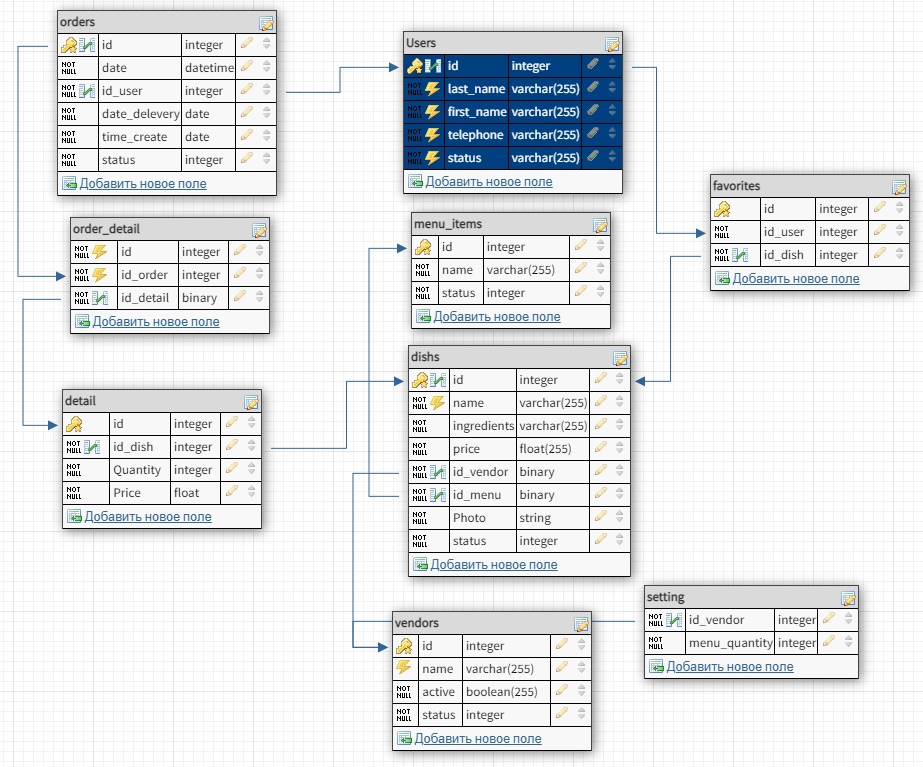 orders
id integer
NOT NULL date datetime
NOT NULL id_user integer
NOT NULL date_delevery date
NOT NULL time_create date
NOT NULL status integer
Добавить новое поле
Users
id integer
NOT NULL last_name varchar(255)
NOT NULL first_name varchar(255)
NOT NULL telephone varchar(255)
NOT NULL status varchar(255)
Добавить новое поле
favorites
id integer
NOT NULL id_user integer
NOT NULL id_dish integer
Добавить новое поле
order_detail
NOT NULL id integer
NOT NULL id_order integer
NOT NULL id_detail binary
Добавить новое поле
menu_items
id integer
NOT NULL name varchar(255)
NOT NULL status integer
Добавить новое поле
detail
id integer
NOT NULL id_dish integer
NOT NULL Quantity integer
NOT NULL Price float
Добавить новое поле
dishs
id integer
NOT NULL name varchar(255)
NOT NULL ingredients varchar(255)
NOT NULL price float(255)
NOT NULL id_vendor binary
NOT NULL id_menu binary
NOT NULL Photo string
NOT NULL status integer
Добавить новое поле
vendors
id integer
name varchar(255)
NOT NULL active boolean(255)
NOT NULL status integer
Добавить новое поле
setting
NOT NULL id_vendor integer
NOT NULL menu_quantity integer
Добавить новое поле